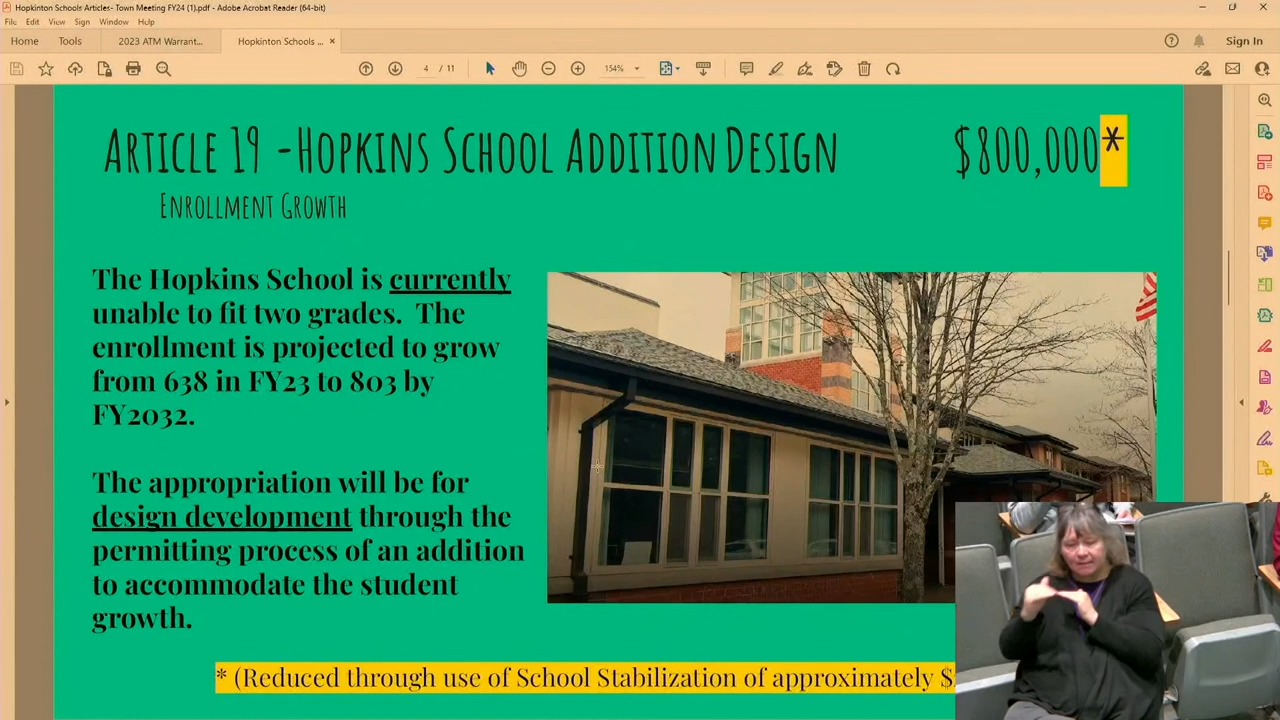 Hopkinton Schools Articles- Town Meeting FY24 (1).pdf - Adobe Acrobat Reader (64-bit)
File Edit View Sign Window Help
Home Tools 2023 ATM Warrant... Hopkinton Schools ... × Sign In
4 / 11 154%
Article 19 -Hopkins School Addition Design $800,000*
Enrollment Growth
The Hopkins School is currently
unable to fit two grades. The
enrollment is projected to grow
from 638 in FY23 to 803 by
FY2032.
The appropriation will be for
design development through the
permitting process of an addition
to accommodate the student
growth.
* (Reduced through use of School Stabilization of approximately $